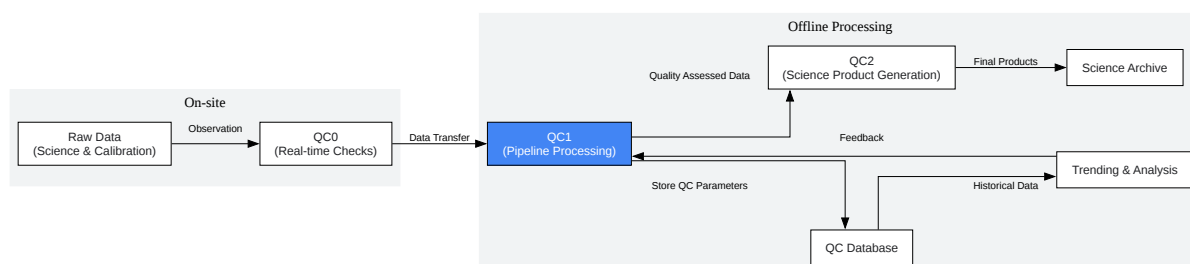 Offline Processing
QC2
(Science Product Generation)
Final Products
Science Archive
Quality Assessed Data
On-site
Raw Data
(Science & Calibration)
Observation
QC0
(Real-time Checks)
Data Transfer
QC1
(Pipeline Processing)
Feedback
Trending & Analysis
Store QC Parameters
Historical Data
QC Database